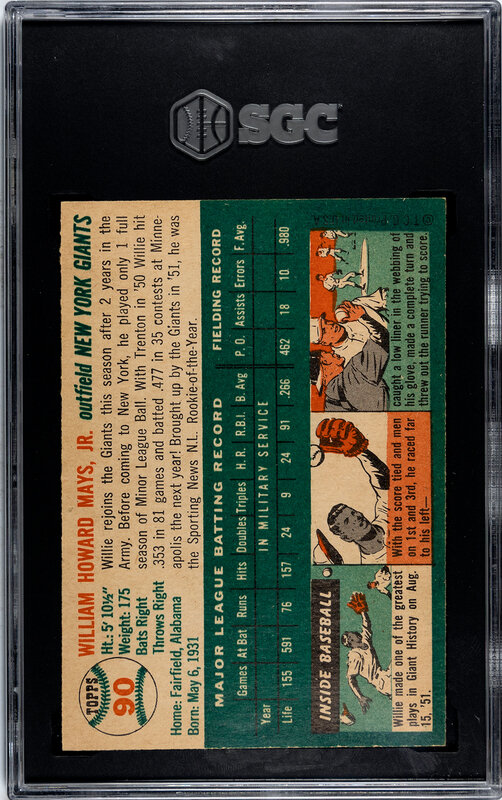 SGC
TOPPS
90
WILLIAM HOWARD MAYS, JR. outfield NEW YORK GIANTS
Ht.: 5' 10½"
Weight: 175
Bats Right
Throws Right
Home: Fairfield, Alabama
Born: May 6, 1931
Willie rejoins the Giants this season after 2 years in the
Army. Before coming to New York, he played only 1 full
season of Minor League Ball. With Trenton in '50 Willie hit
.353 in 81 games and batted .477 in 35 contests at Minne-
apolis the next year! Brought up by the Giants in '51, he was
the Sporting News N.L. Rookie-of-the-Year.
MAJOR LEAGUE BATTING RECORD FIELDING RECORD
Games At Bat Runs Hits Doubles Triples H.R. R.B.I. B. Avg P.O. Assists Errors F. Avg.
Year IN MILITARY SERVICE
Life 155 591 76 157 24 9 24 91 .266 462 18 10 .980
INSIDE BASEBALL
Willie made one of the greatest
plays in Giant History on Aug.
15, '51.
With the score tied and men
on 1st and 3rd, he raced far
to his left—
caught a low liner in the webbing of
his glove, made a complete turn and
threw out the runner trying to score.
©T.C.G. PRINTED IN U.S.A.